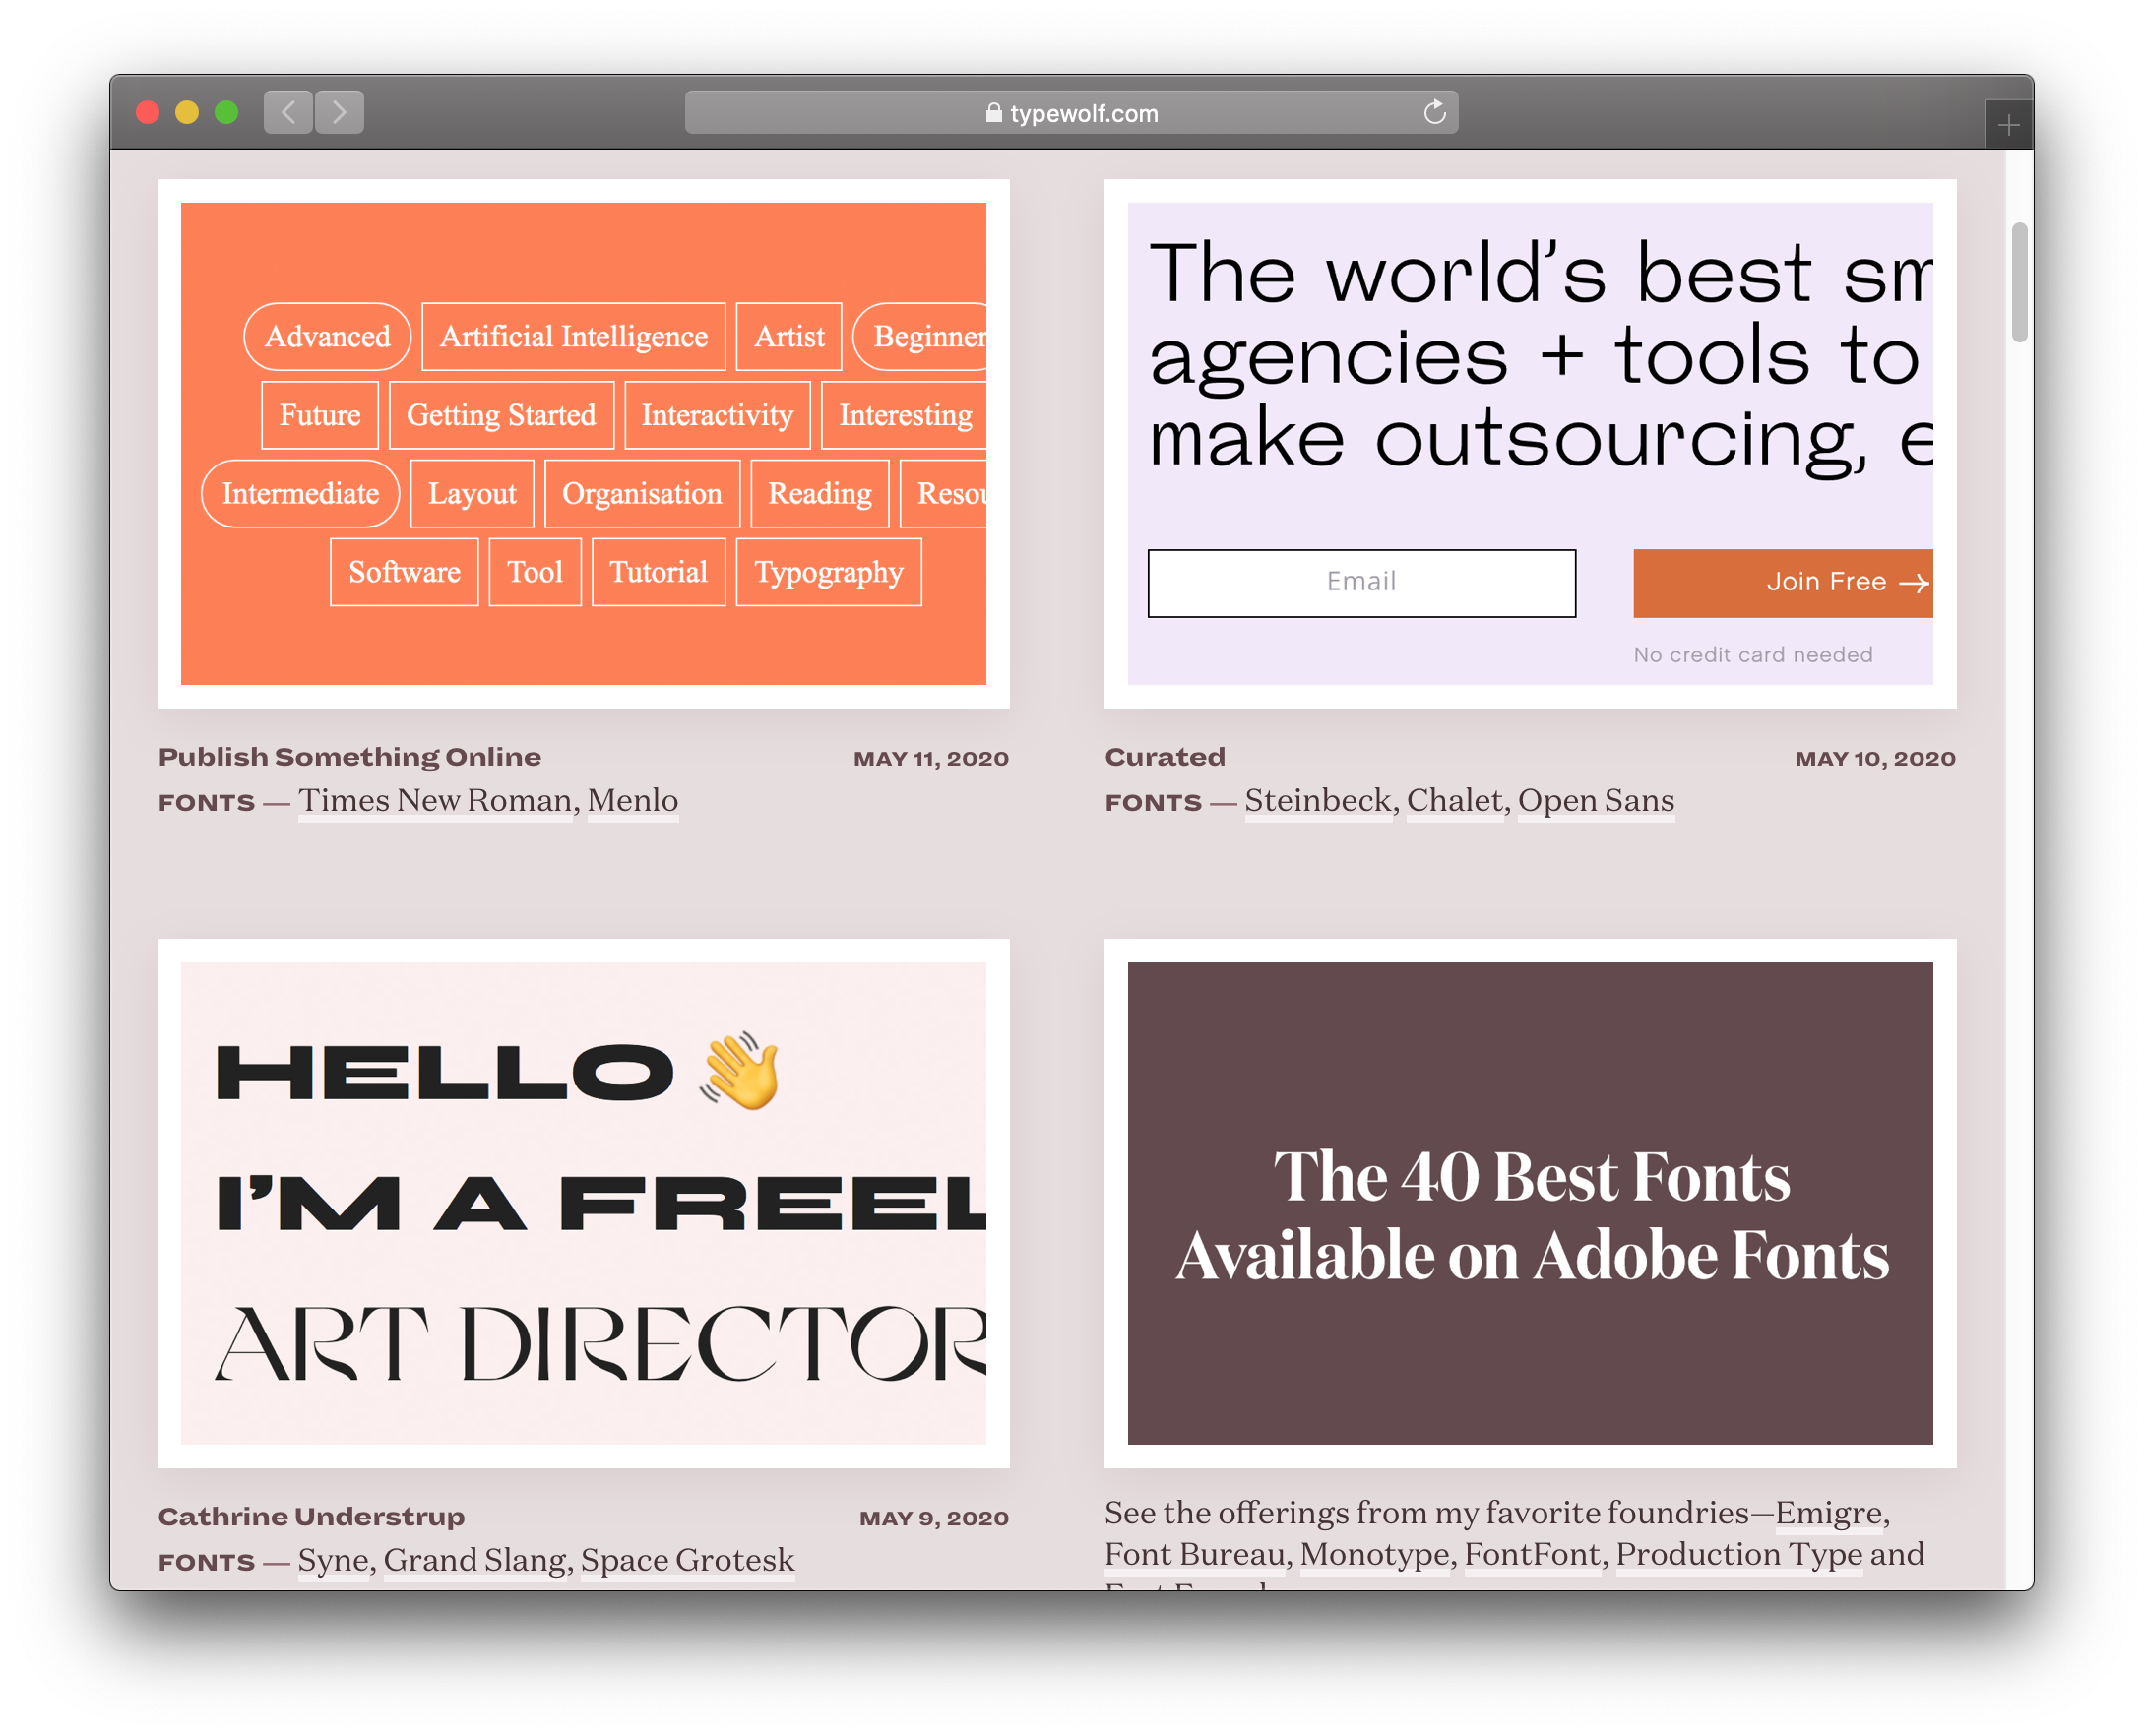 typewolf.com
Advanced Artificial Intelligence Artist Beginner
Future Getting Started Interactivity Interesting
Intermediate Layout Organisation Reading Resou
Software Tool Tutorial Typography
Publish Something Online MAY 11, 2020
FONTS — Times New Roman, Menlo
The world’s best sm
agencies + tools to
make outsourcing, e
Email Join Free →
No credit card needed
Curated MAY 10, 2020
FONTS — Steinbeck, Chalet, Open Sans
HELLO 👋
I’M A FREEL
ART DIRECTOR
Cathrine Understrup MAY 9, 2020
FONTS — Syne, Grand Slang, Space Grotesk
The 40 Best Fonts
Available on Adobe Fonts
See the offerings from my favorite foundries—Emigre,
Font Bureau, Monotype, FontFont, Production Type and